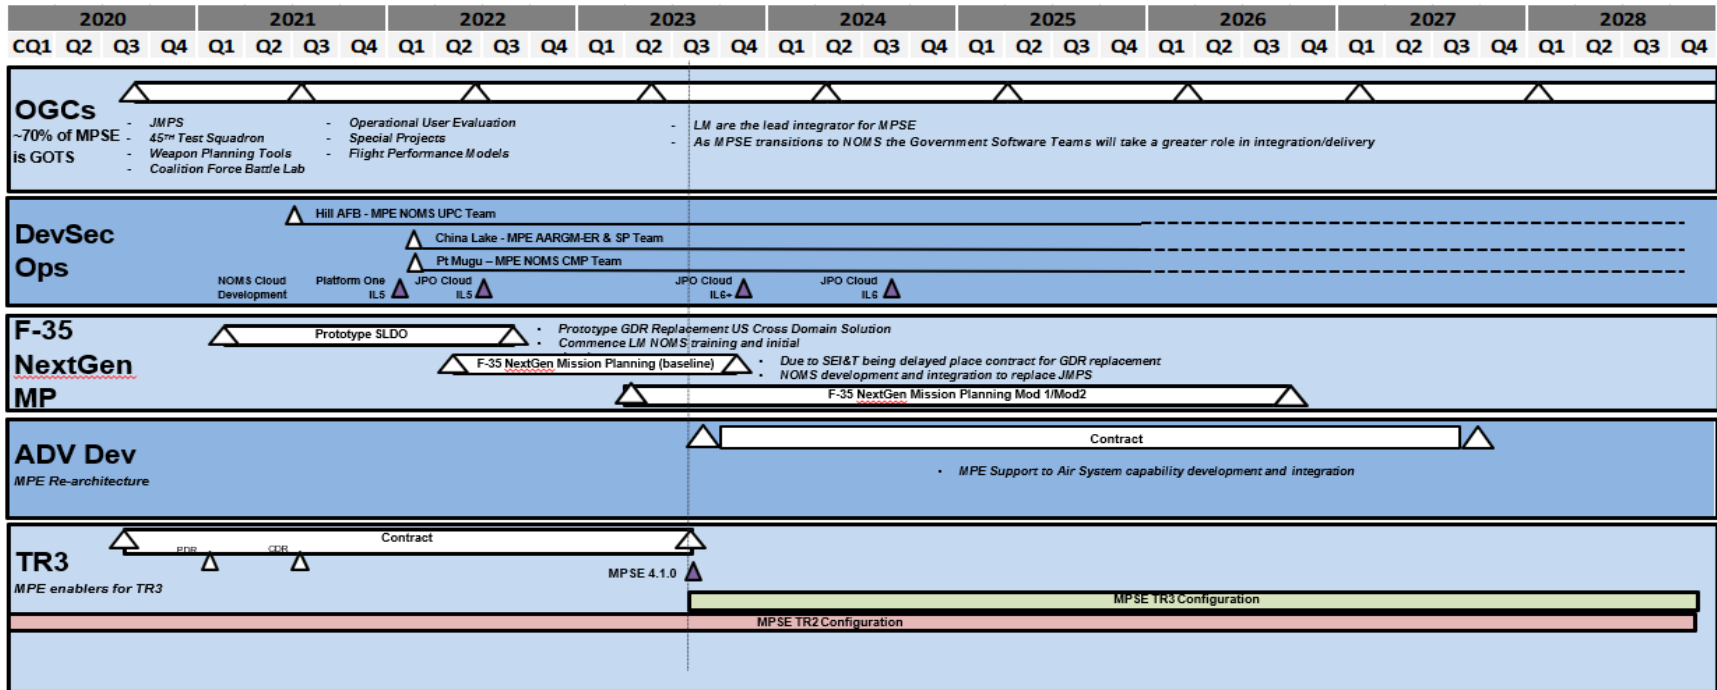 2020 2021 2022 2023 2024 2025 2026 2027 2028
CQ1 Q2 Q3 Q4 Q1 Q2 Q3 Q4 Q1 Q2 Q3 Q4 Q1 Q2 Q3 Q4 Q1 Q2 Q3 Q4 Q1 Q2 Q3 Q4 Q1 Q2 Q3 Q4 Q1 Q2 Q3 Q4 Q1 Q2 Q3 Q4
OGCs
~70% of MPSE
is GOTS
- JMPS
- 45TH Test Squadron
- Weapon Planning Tools
- Coalition Force Battle Lab
- Operational User Evaluation
- Special Projects
- Flight Performance Models
- LM are the lead integrator for MPSE
- As MPSE transitions to NOMS the Government Software Teams will take a greater role in integration/delivery
DevSec
Ops
Hill AFB - MPE NOMS UPC Team
China Lake - MPE AARGM-ER & SP Team
Pt Mugu – MPE NOMS CMP Team
NOMS Cloud
Development
Platform One
IL5
JPO Cloud
IL5
JPO Cloud
IL6+
JPO Cloud
IL6
F-35
NextGen
MP
Prototype SLDO
• Prototype GDR Replacement US Cross Domain Solution
• Commence LM NOMS training and initial
F-35 NextGen Mission Planning (baseline)
• Due to SEI&T being delayed place contract for GDR replacement
• NOMS development and integration to replace JMPS
F-35 NextGen Mission Planning Mod 1/Mod2
ADV Dev
MPE Re-architecture
Contract
• MPE Support to Air System capability development and integration
TR3
MPE enablers for TR3
Contract
PDR
CDR
MPSE 4.1.0
MPSE TR3 Configuration
MPSE TR2 Configuration